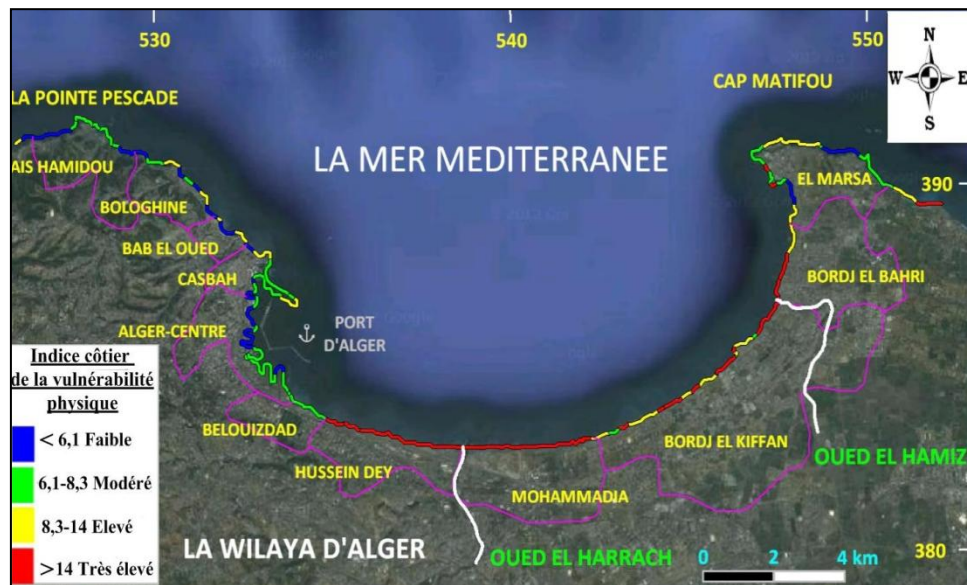 530
540
550
N
W
E
S
LA POINTE PESCADE
CAP MATIFOU
LA MER MEDITERRANEE
AIS HAMIDOU
BOLOGHINE
BAB EL OUED
CASBAH
ALGER-CENTRE
PORT
D'ALGER
EL MARSA
390
BORDJ EL BAHRI
Indice côtier
de la vulnérabilité
physique
< 6,1 Faible
6,1-8,3 Modéré
8,3-14 Elevé
>14 Très élevé
BELOUIZDAD
HUSSEIN DEY
MOHAMMADIA
BORDJ EL KIFFAN
OUED EL HAMIZ
LA WILAYA D'ALGER
OUED EL HARRACH
0 2 4 km
380